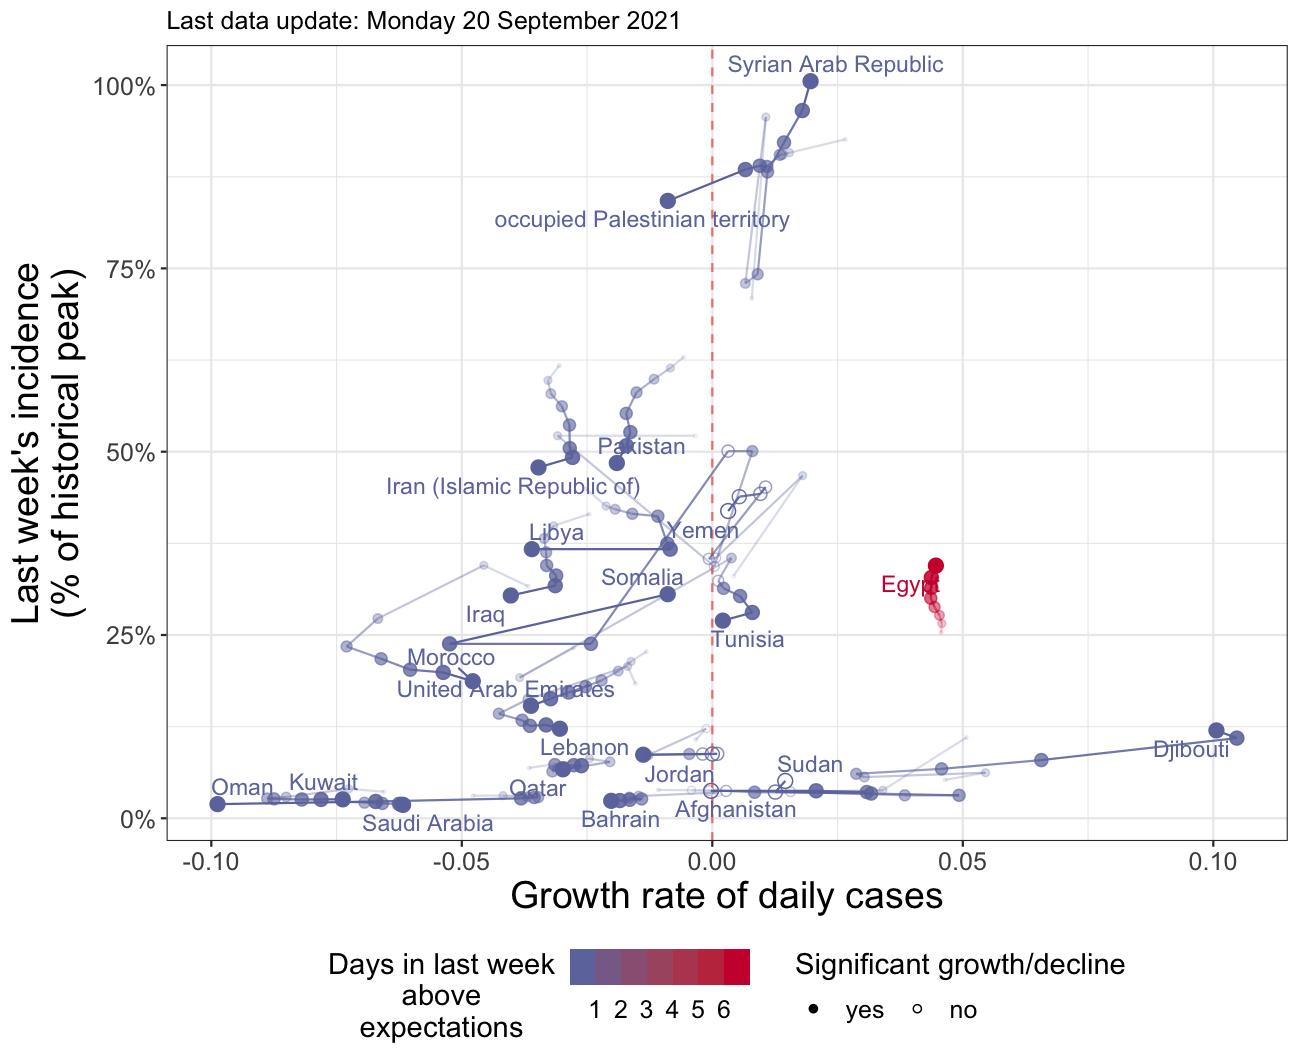 Last data update: Monday 20 September 2021
Syrian Arab Republic
100%
occupied Palestinian territory
75%
Last week's incidence
(% of historical peak)
Pakistan
50%
Iran (Islamic Republic of)
Libya
Yemen
Somalia
Egypt
Iraq
25%
Tunisia
Morocco
United Arab Emirates
Lebanon
Djibouti
Jordan
Sudan
Oman
Kuwait
Qatar
Afghanistan
Saudi Arabia
Bahrain
0%
-0.10
-0.05
0.00
0.05
0.10
Growth rate of daily cases
Days in last week
above
expectations
1 2 3 4 5 6
Significant growth/decline
yes
no